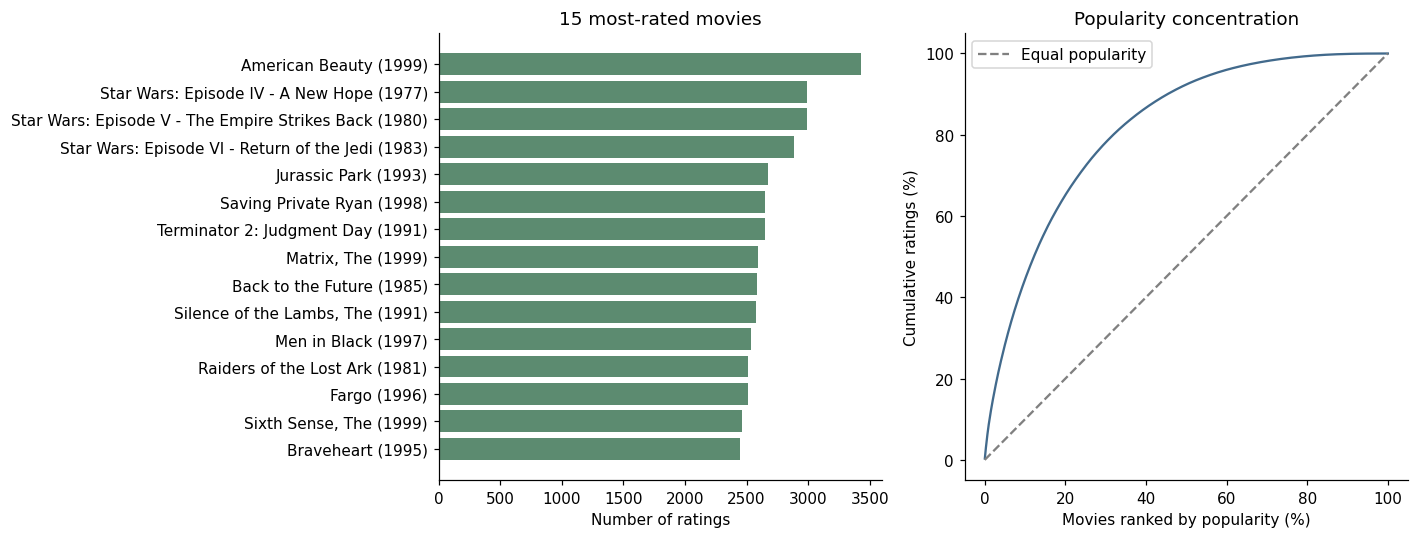 15 most-rated movies
American Beauty (1999)
Star Wars: Episode IV - A New Hope (1977)
Star Wars: Episode V - The Empire Strikes Back (1980)
Star Wars: Episode VI - Return of the Jedi (1983)
Jurassic Park (1993)
Saving Private Ryan (1998)
Terminator 2: Judgment Day (1991)
Matrix, The (1999)
Back to the Future (1985)
Silence of the Lambs, The (1991)
Men in Black (1997)
Raiders of the Lost Ark (1981)
Fargo (1996)
Sixth Sense, The (1999)
Braveheart (1995)
0 500 1000 1500 2000 2500 3000 3500
Number of ratings
Popularity concentration
Equal popularity
Cumulative ratings (%)
100
80
60
40
20
0
0 20 40 60 80 100
Movies ranked by popularity (%)